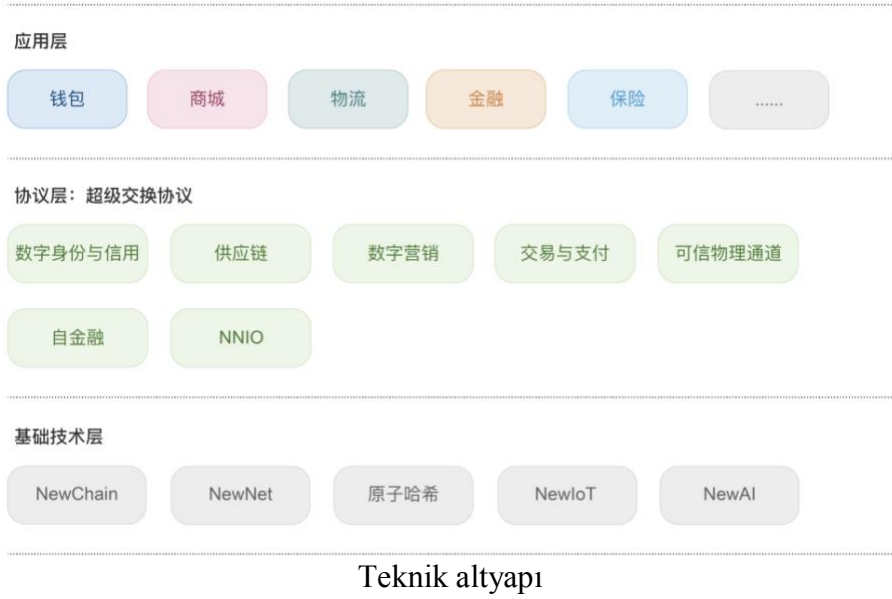 应用层
钱包 商城 物流 金融 保险 ......
协议层：超级交换协议
数字身份与信用 供应链 数字营销 交易与支付 可信物理通道
自金融 NNIO
基础技术层
NewChain NewNet 原子哈希 NewIoT NewAI
Teknik altyapı